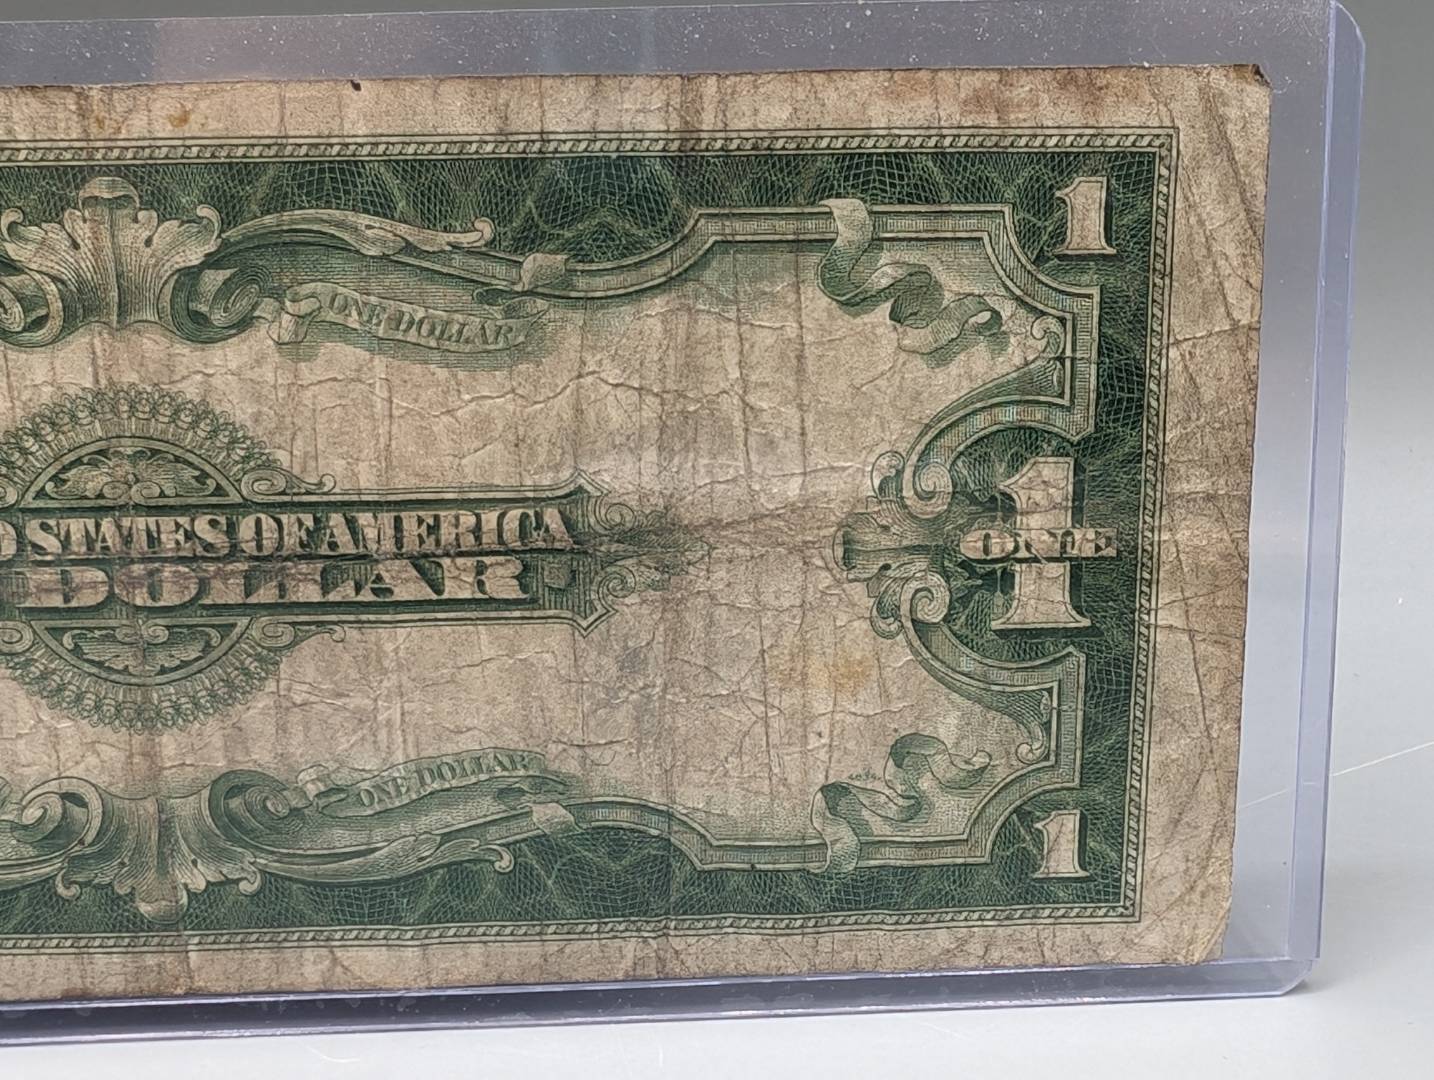 1
ONE DOLLAR
STATES OF AMERICA
DOLLAR
1
ONE
ONE DOLLAR
1